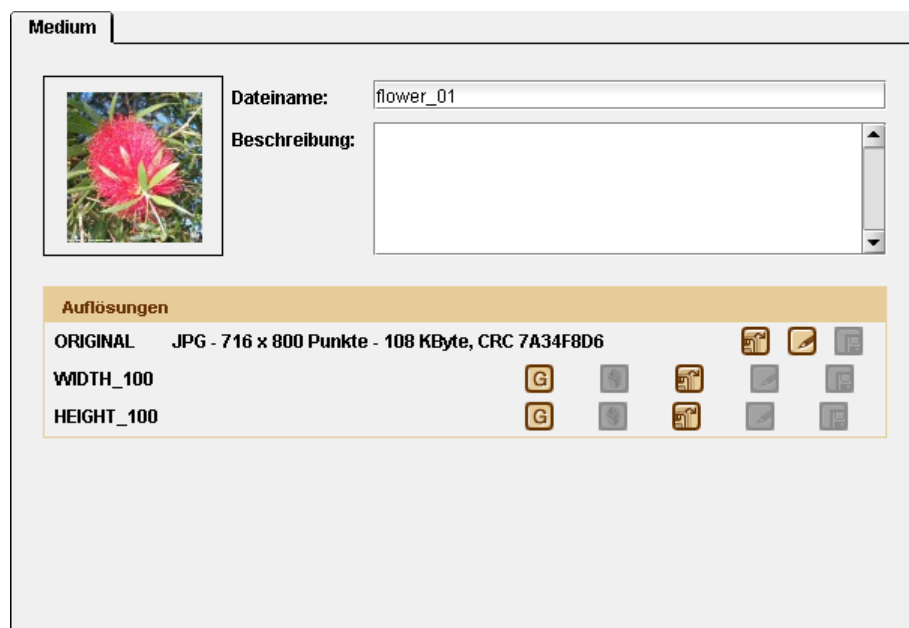 Medium
Dateiname:
flower_01
Beschreibung:
Auflösungen
ORIGINAL JPG - 716 x 800 Punkte - 108 KByte, CRC 7A34F8D6
WIDTH_100 G
HEIGHT_100 G